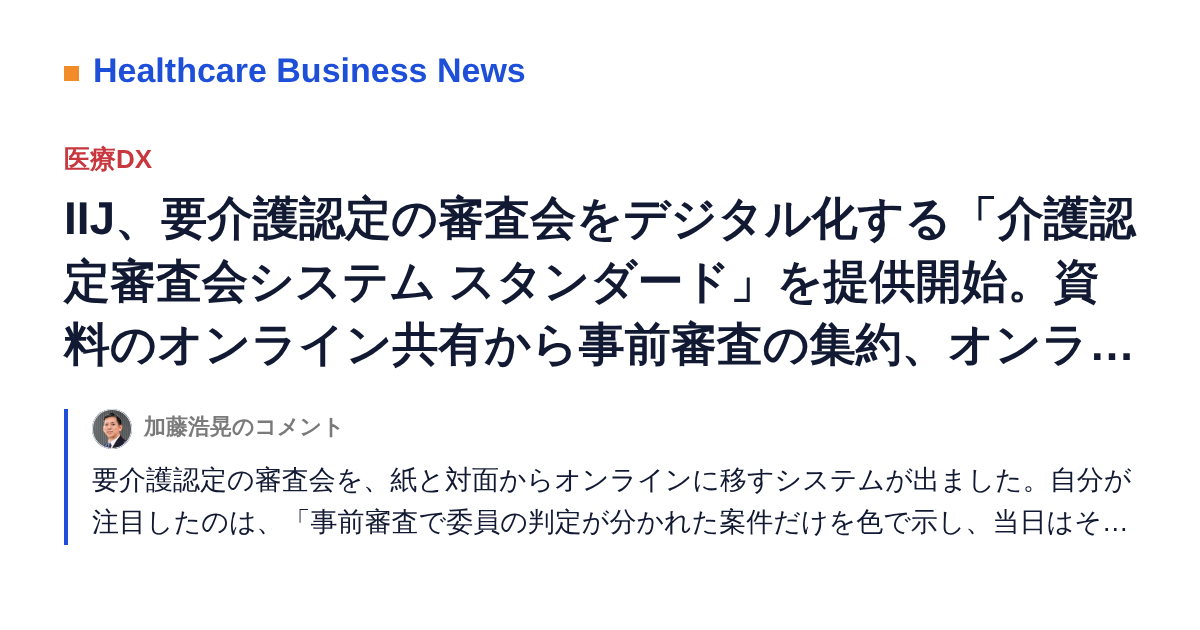 Healthcare Business News
医療DX
IIJ、要介護認定の審査会をデジタル化する「介護認
定審査会システム スタンダード」を提供開始。資
料のオンライン共有から事前審査の集約、オンラ…
加藤浩晃のコメント
要介護認定の審査会を、紙と対面からオンラインに移すシステムが出ました。自分が
注目したのは、「事前審査で委員の判定が分かれた案件だけを色で示し、当日はそ…